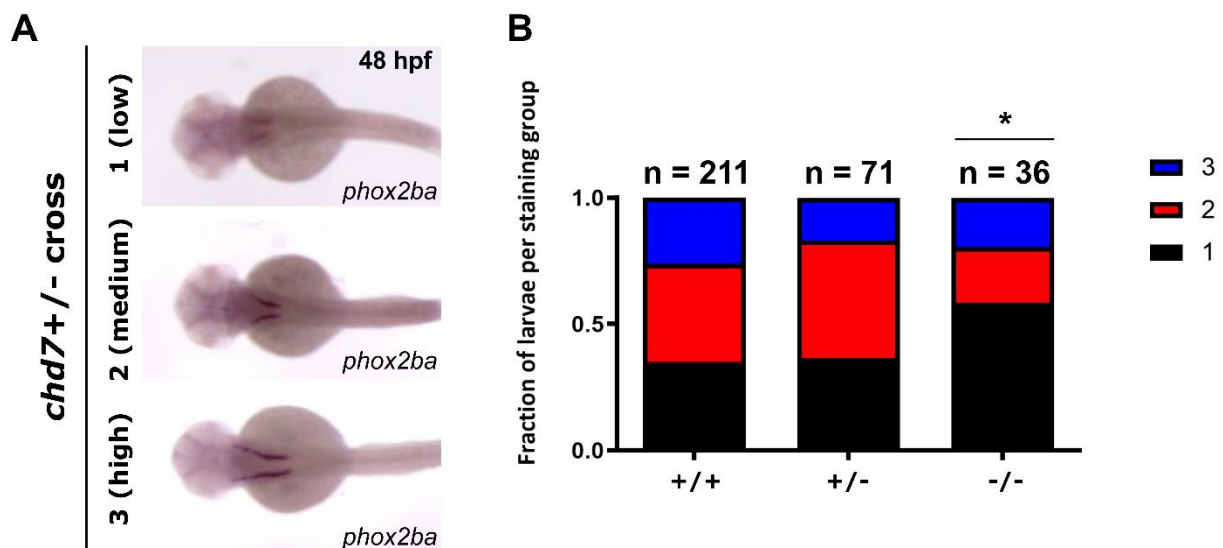 A
chd7+/- cross
1 (low)
48 hpf
phox2ba
2 (medium)
phox2ba
3 (high)
phox2ba
B
Fraction of larvae per staining group
*
n = 211
n = 71
n = 36
1.0
0.5
0.0
+/+
+/-
-/-
3
2
1